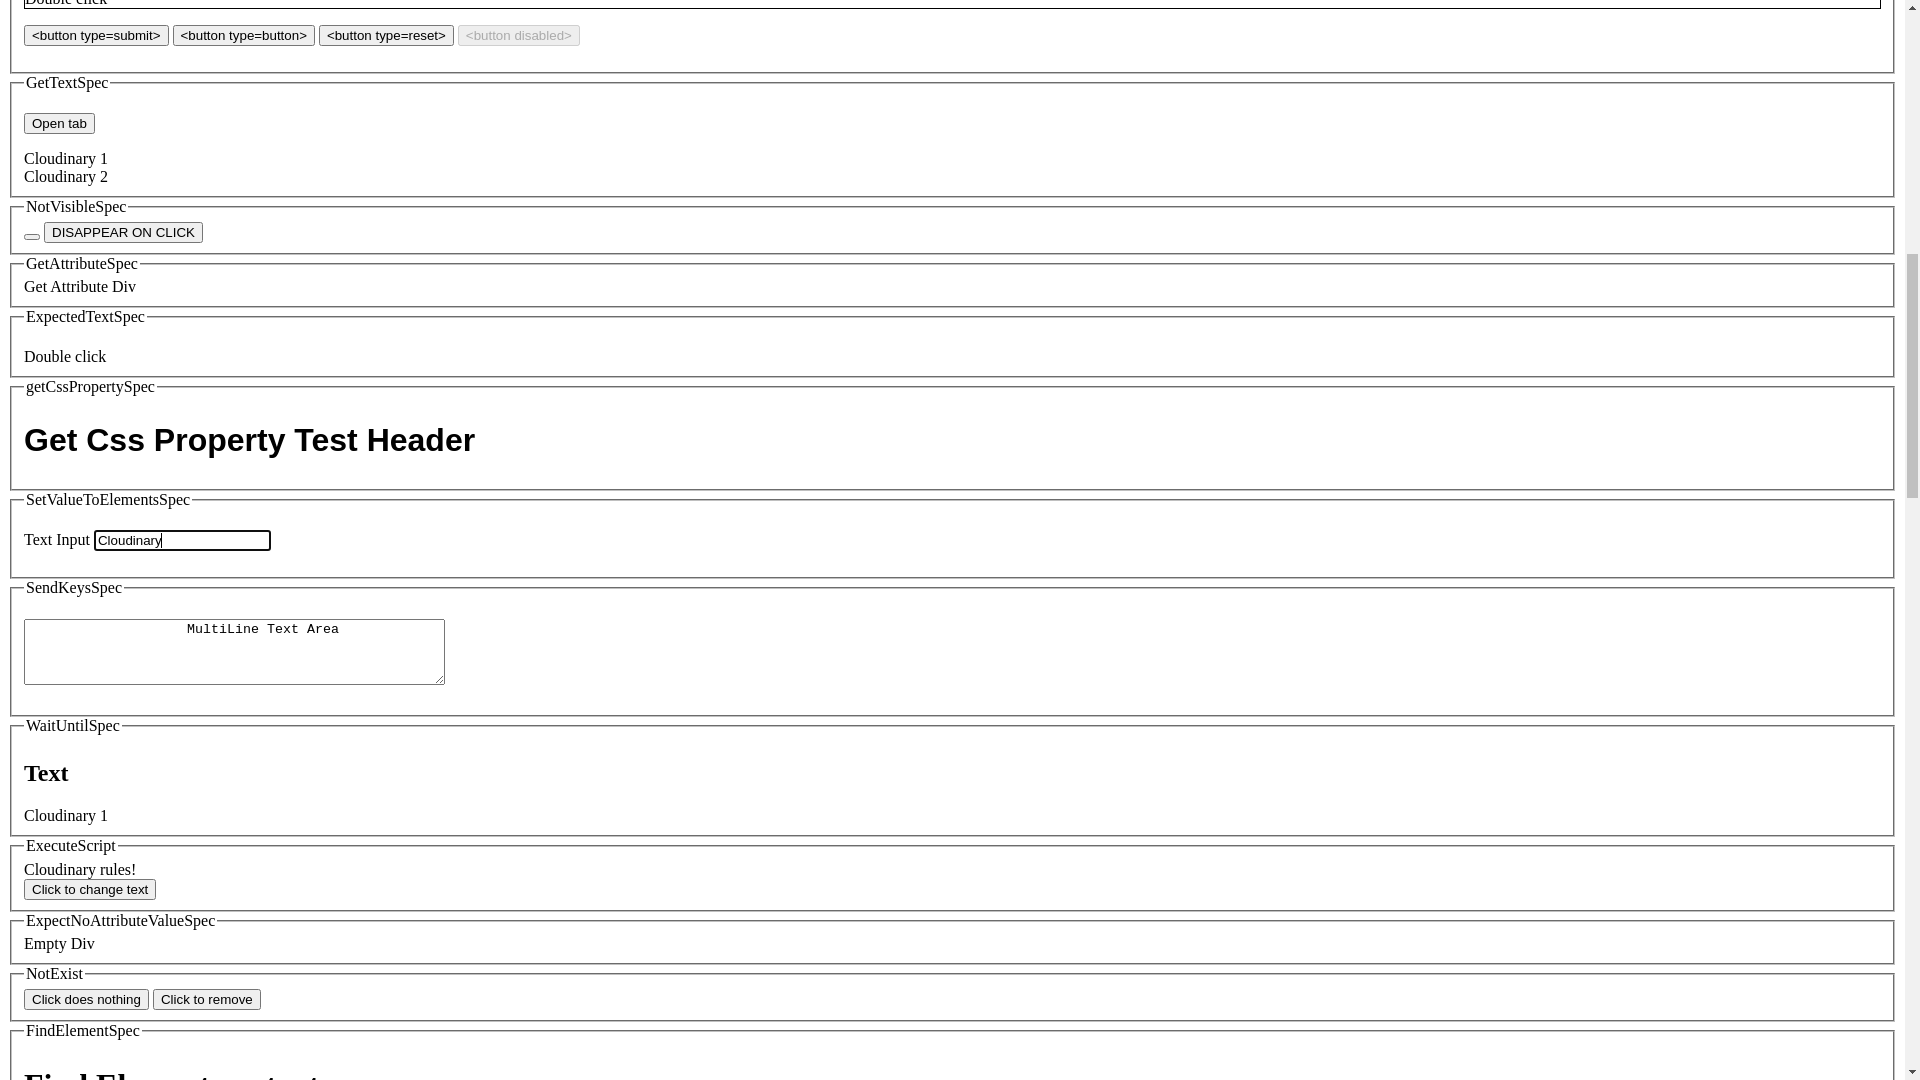 Double click
<button type=submit> <button type=button> <button type=reset> <button disabled>
GetTextSpec
Open tab
Cloudinary 1
Cloudinary 2
NotVisibleSpec
DISAPPEAR ON CLICK
GetAttributeSpec
Get Attribute Div
ExpectedTextSpec
Double click
getCssPropertySpec
Get Css Property Test Header
SetValueToElementsSpec
Text Input Cloudinary
SendKeysSpec
MultiLine Text Area
WaitUntilSpec
Text
Cloudinary 1
ExecuteScript
Cloudinary rules!
Click to change text
ExpectNoAttributeValueSpec
Empty Div
NotExist
Click does nothing Click to remove
FindElementSpec